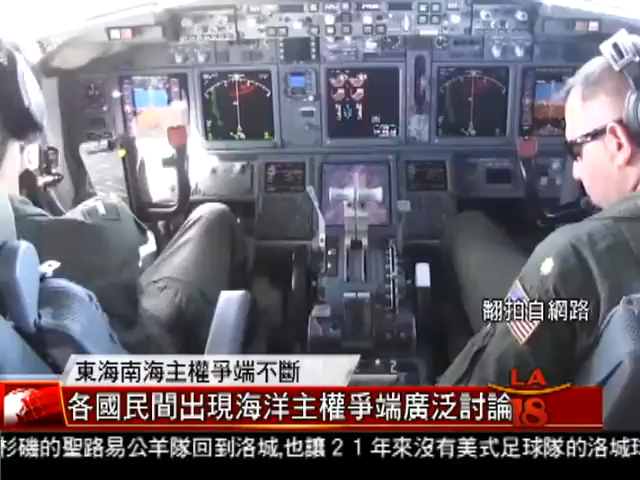 翻拍自網路
東海南海主權爭端不斷
各國民間出現海洋主權爭端廣泛討論
LA
18
杉磯的聖路易公羊隊回到洛城,也讓２１年來沒有美式足球隊的洛城球